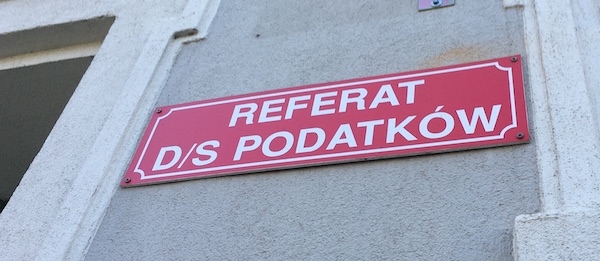 REFERAT
D/S PODATKÓW